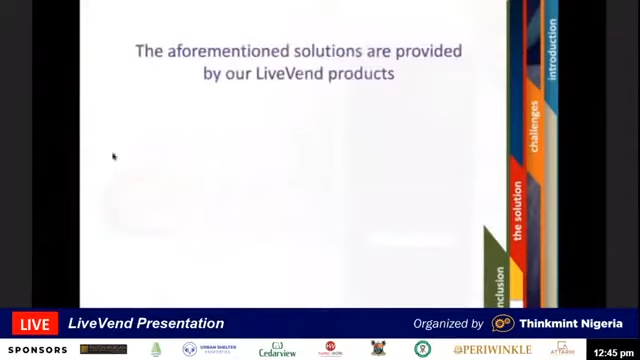 The aforementioned solutions are provided
by our LiveVend products
introduction
challenges
the solution
nclusion
LIVE
LiveVend Presentation
Organized by
Thinkmint Nigeria
SPONSORS
URBAN SHELTER
Cedarview
PERIWINKLE
12:45 pm